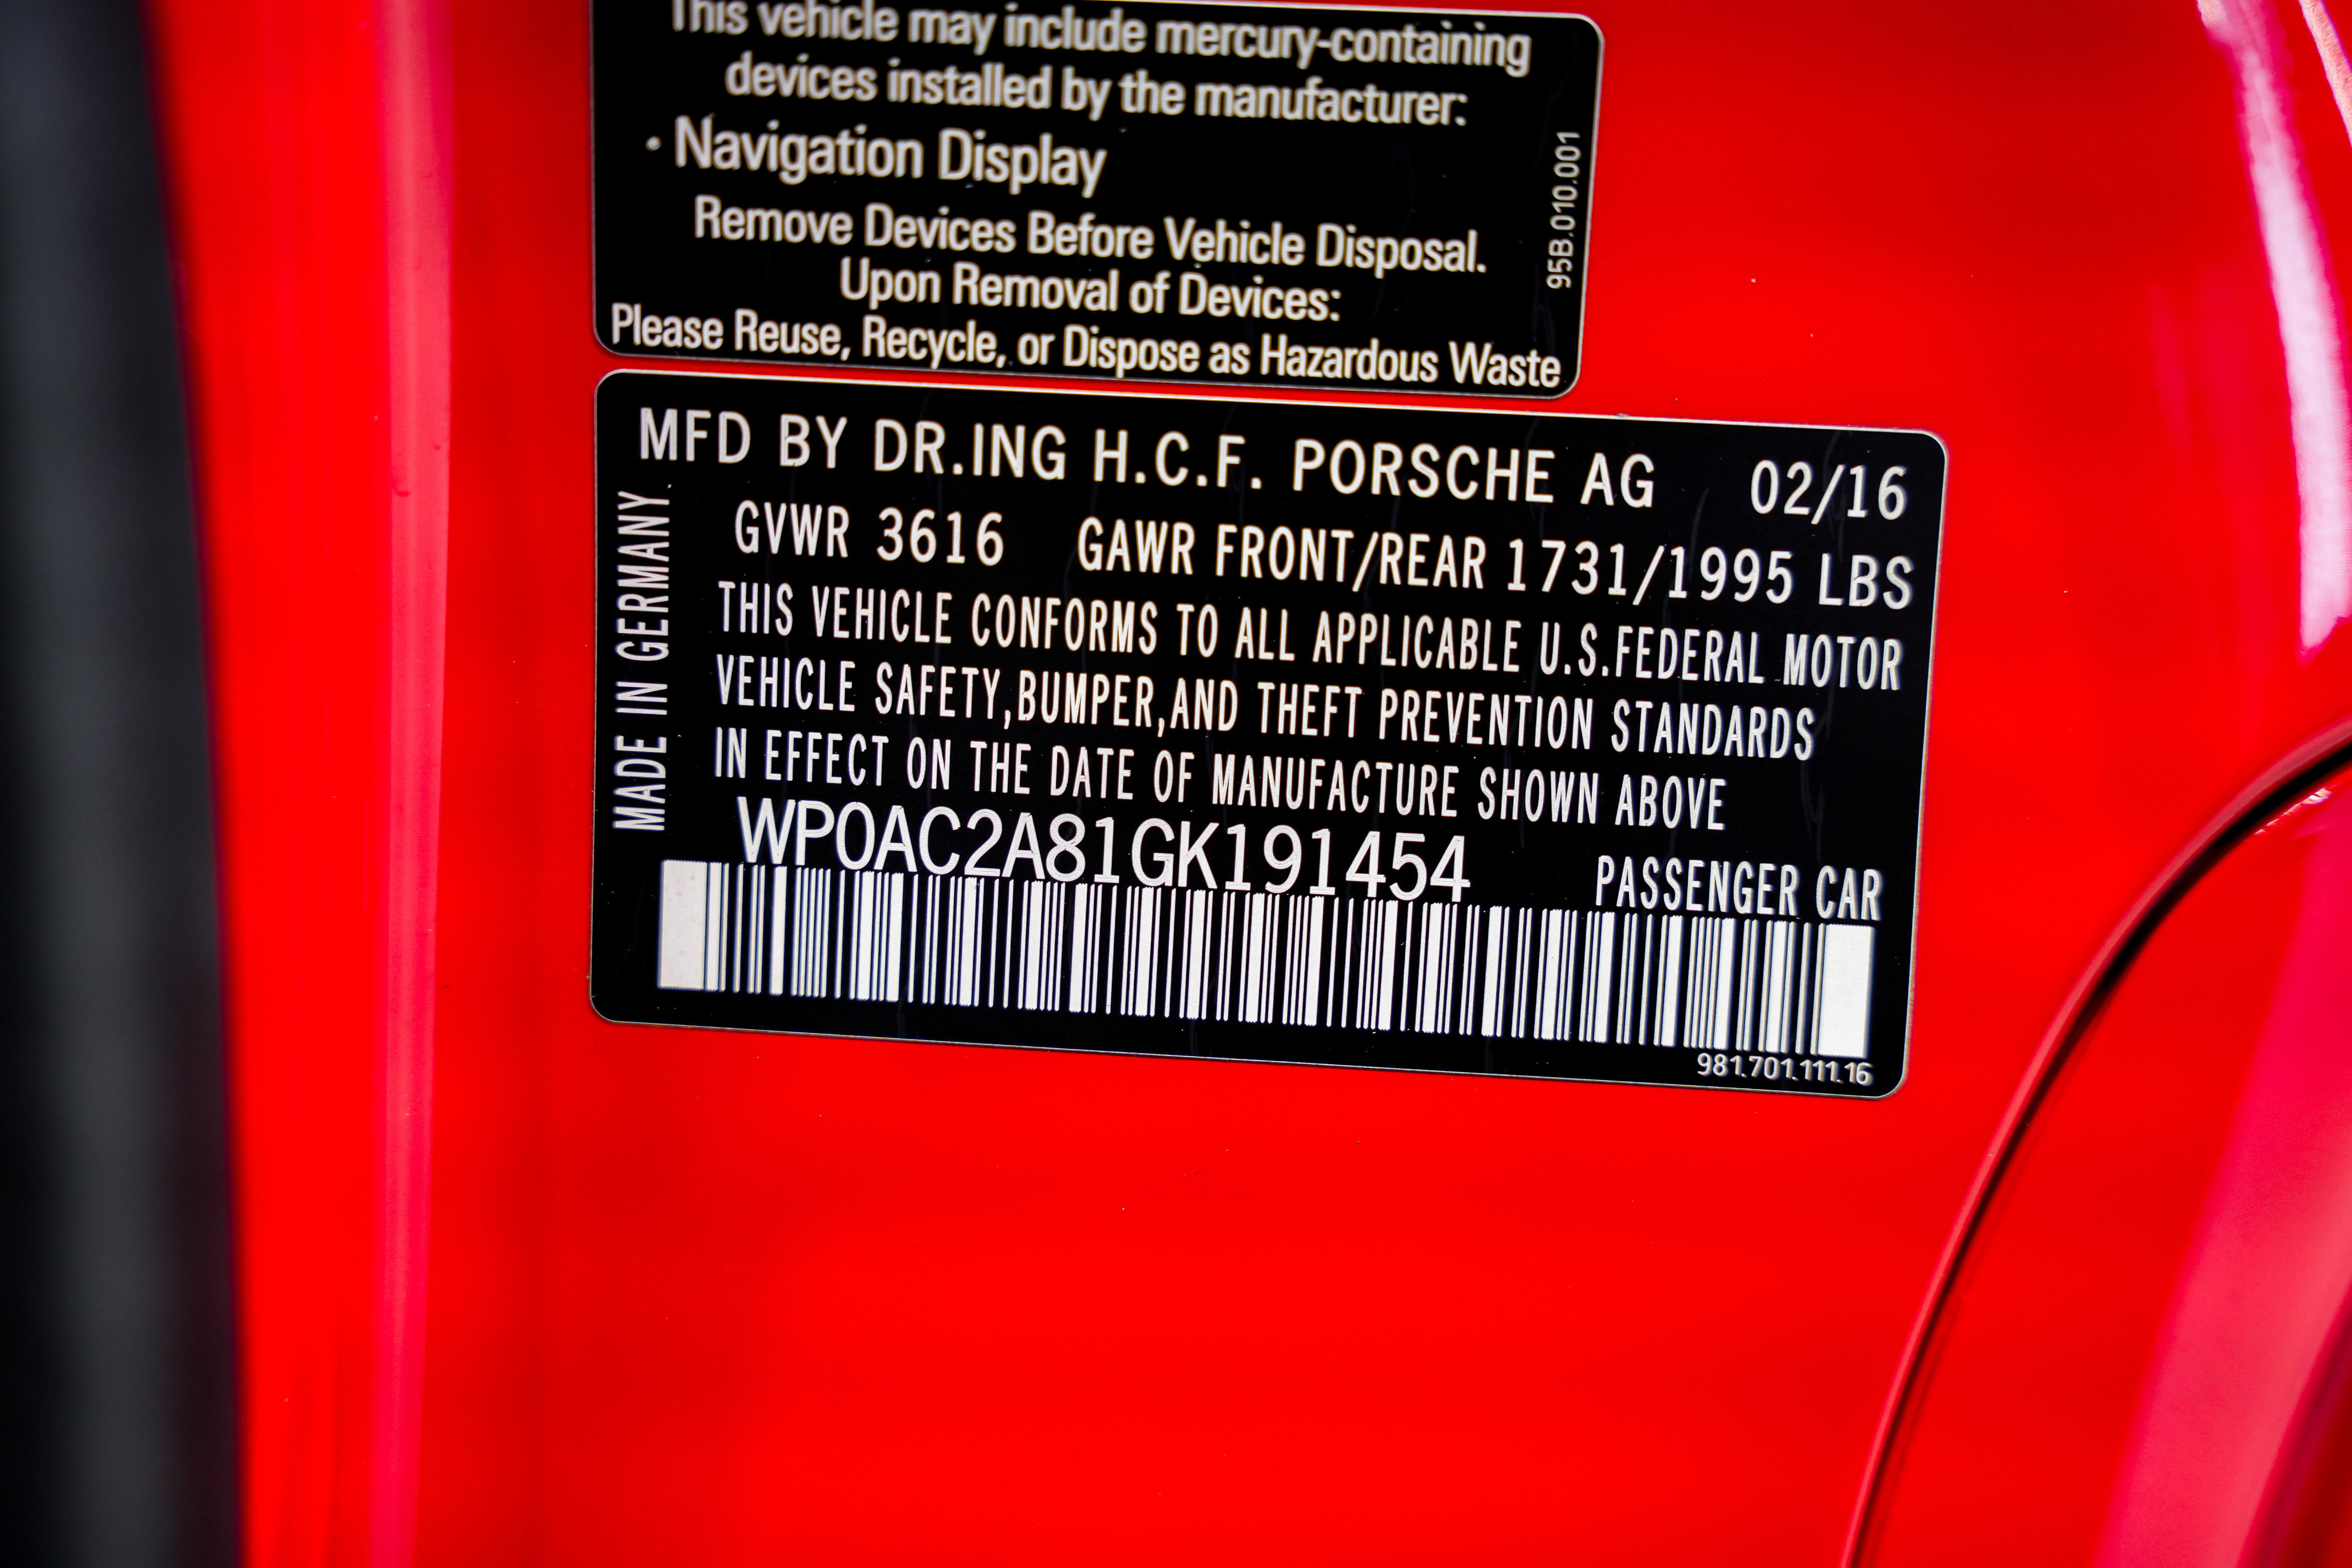 This vehicle may include mercury-containing
devices installed by the manufacturer:
· Navigation Display
Remove Devices Before Vehicle Disposal.
Upon Removal of Devices:
Please Reuse, Recycle, or Dispose as Hazardous Waste
95B.010.001
MFD BY DR.ING H.C.F. PORSCHE AG 02/16
GVWR 3616 GAWR FRONT/REAR 1731/1995 LBS
THIS VEHICLE CONFORMS TO ALL APPLICABLE U.S.FEDERAL MOTOR
VEHICLE SAFETY,BUMPER,AND THEFT PREVENTION STANDARDS
IN EFFECT ON THE DATE OF MANUFACTURE SHOWN ABOVE
WP0AC2A81GK191454 PASSENGER CAR
MADE IN GERMANY
981.701.111.16